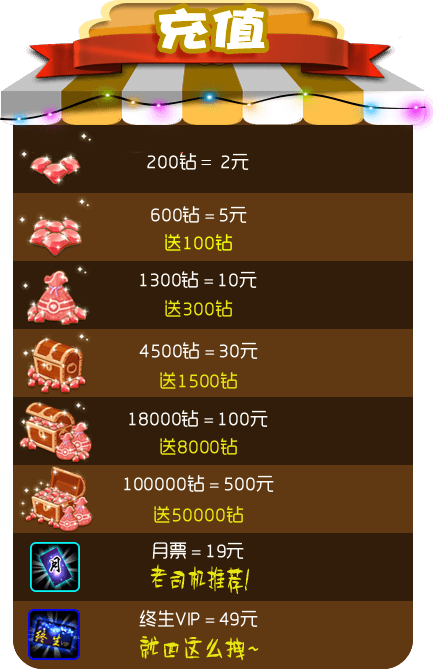 充值
200钻 = 2元
600钻 = 5元
送100钻
1300钻 = 10元
送300钻
4500钻 = 30元
送1500钻
18000钻 = 100元
送8000钻
100000钻 = 500元
送50000钻
月
月票 = 19元
老司机推荐!
终生VIP
终生VIP = 49元
就四这么拽~